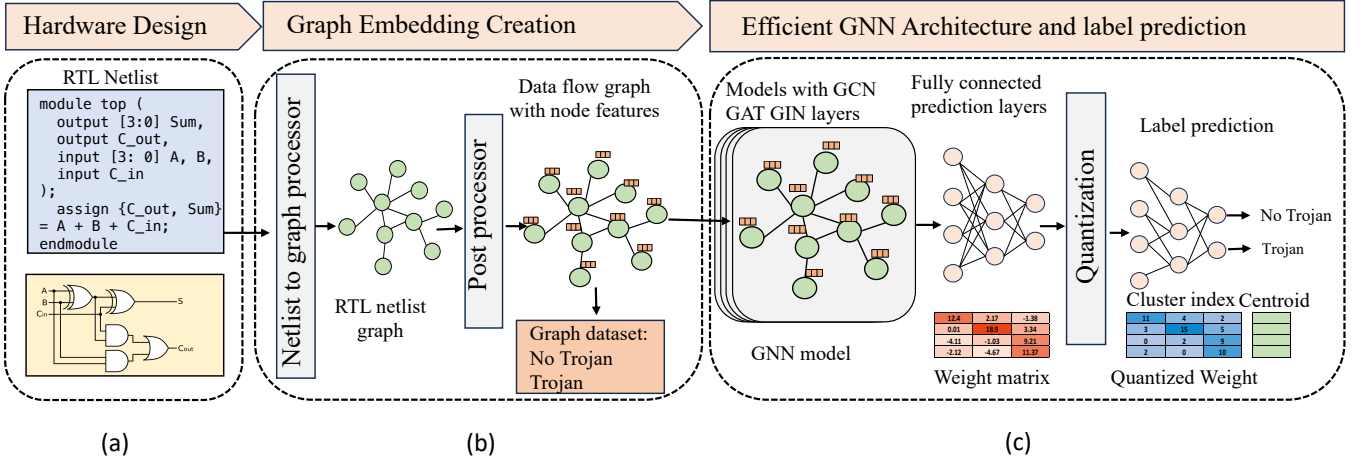 Hardware Design
Graph Embedding Creation
Efficient GNN Architecture and label prediction
RTL Netlist
module top (
output [3:0] Sum,
output C_out,
input [3: 0] A, B,
input C_in
);
assign {C_out, Sum}
= A + B + C_in;
endmodule
A
B
Cin
S
Cout
(a)
Netlist to graph processor
RTL netlist
graph
Post processor
Data flow graph
with node features
Graph dataset:
No Trojan
Trojan
(b)
Models with GCN
GAT GIN layers
GNN model
Fully connected
prediction layers
12.4 2.17 -1.38
0.01 18.9 3.34
-4.11 -1.03 9.21
-2.12 -4.67 11.37
Weight matrix
Quantization
Label prediction
No Trojan
Trojan
Cluster index Centroid
11 4 2
3 15 5
0 2 9
2 0 10
Quantized Weight
(c)